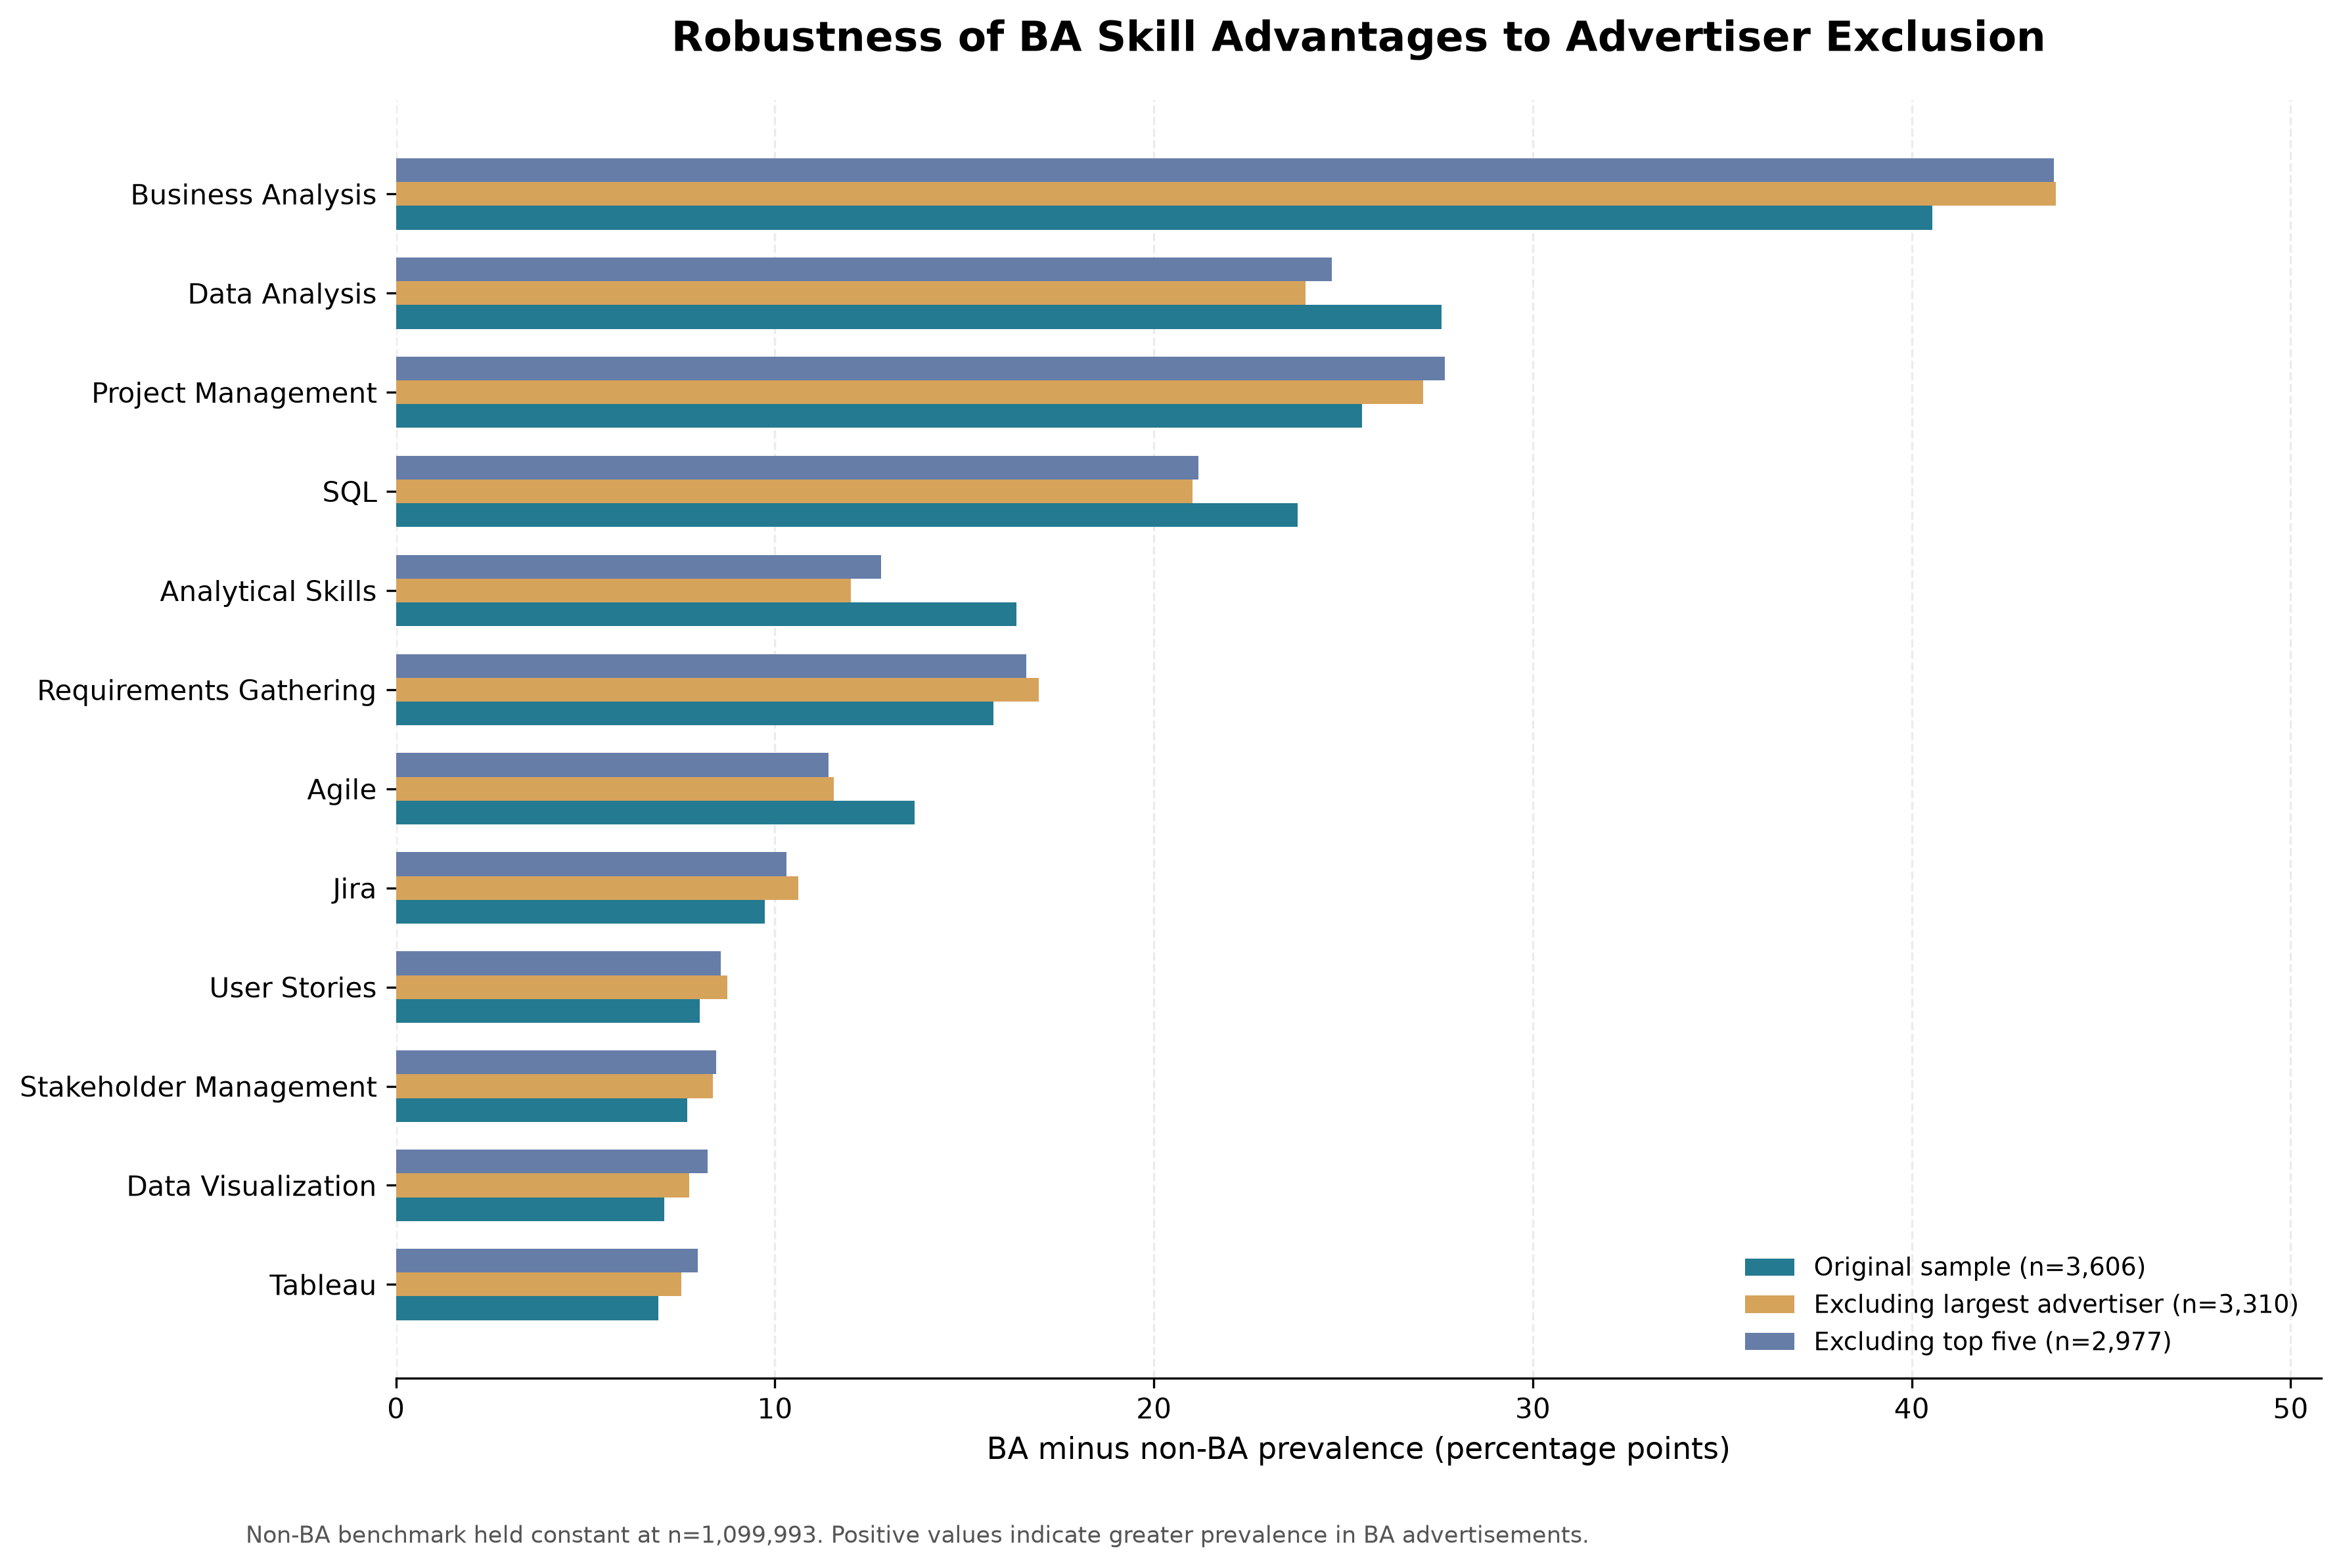 Robustness of BA Skill Advantages to Advertiser Exclusion
Business Analysis
Data Analysis
Project Management
SQL
Analytical Skills
Requirements Gathering
Agile
Jira
User Stories
Stakeholder Management
Data Visualization
Tableau
Original sample (n=3,606)
Excluding largest advertiser (n=3,310)
Excluding top five (n=2,977)
0 10 20 30 40 50
BA minus non-BA prevalence (percentage points)
Non-BA benchmark held constant at n=1,099,993. Positive values indicate greater prevalence in BA advertisements.